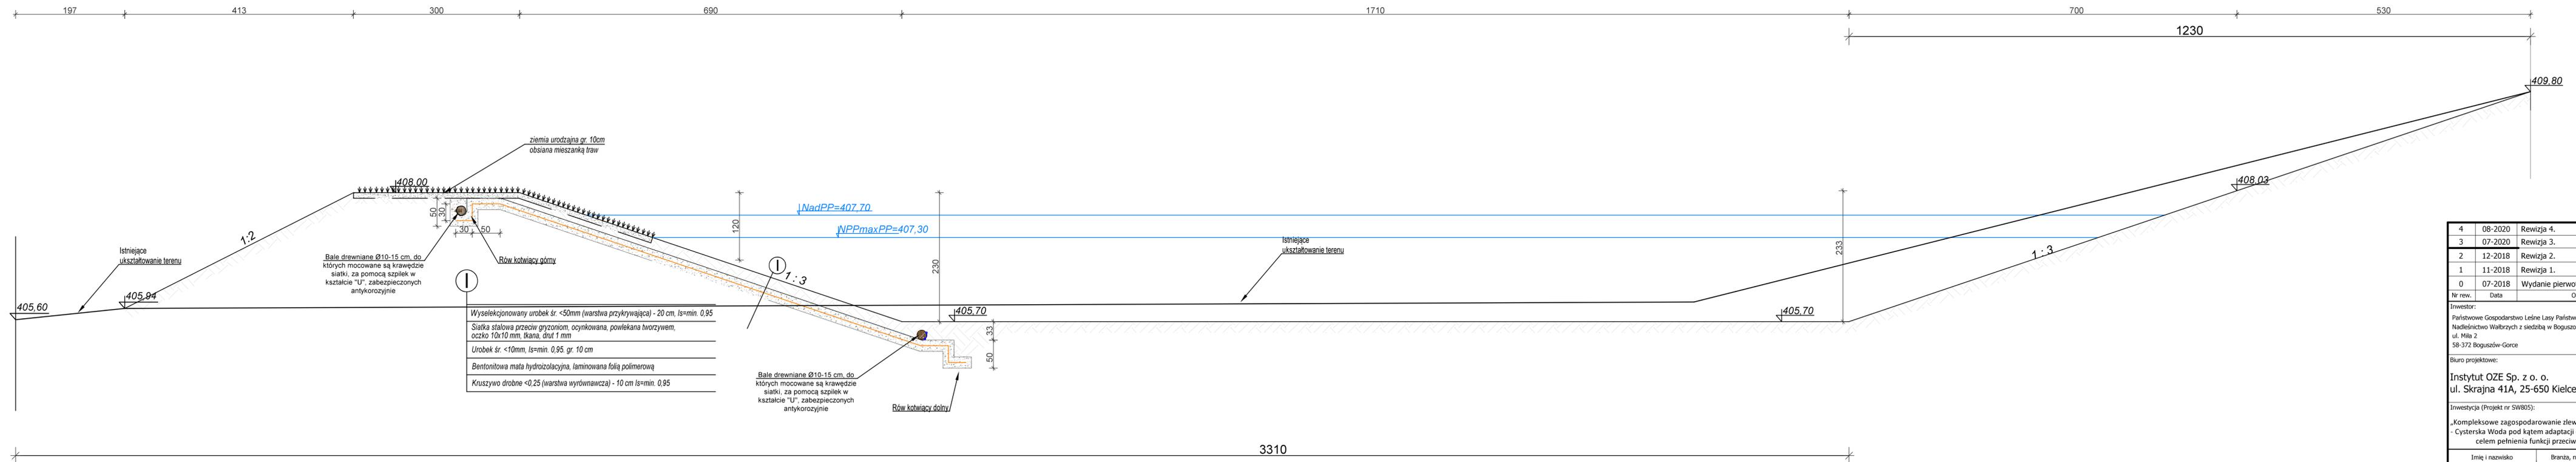 197
413
300
690
1710
700
530
1230
409,80
ziemia urodzajna gr. 10cm
obsiana mieszanką traw
408,00
408,03
NadPP=407,70
NPPmaxPP=407,30
50
30
30
50
120
230
233
1:2
1 : 3
1 : 3
Istniejące
ukształtowanie terenu
Istniejące
ukształtowanie terenu
Bale drewniane Ø10-15 cm, do
których mocowane są krawędzie
siatki, za pomocą szpilek w
kształcie "U", zabezpieczonych
antykorozyjnie
Rów kotwiący górny
I
I
405,60
405,94
405,70
405,70
33
50
Wyselekcjonowany urobek śr. <50mm (warstwa przykrywająca) - 20 cm, Is=min. 0,95
Siatka stalowa przeciw gryzoniom, ocynkowana, powlekana tworzywem,
oczko 10x10 mm, tkana, drut 1 mm
Urobek śr. <10mm, Is=min. 0,95. gr. 10 cm
Bentonitowa mata hydroizolacyjna, laminowana folią polimerową
Kruszywo drobne <0,25 (warstwa wyrównawcza) - 10 cm Is=min. 0,95
Bale drewniane Ø10-15 cm, do
których mocowane są krawędzie
siatki, za pomocą szpilek w
kształcie "U", zabezpieczonych
antykorozyjnie
Rów kotwiący dolny
3310
4 08-2020 Rewizja 4.
3 07-2020 Rewizja 3.
2 12-2018 Rewizja 2.
1 11-2018 Rewizja 1.
0 07-2018 Wydanie pierwo
Nr rew. Data O
Inwestor:
Państwowe Gospodarstwo Leśne Lasy Państw
Nadleśnictwo Wałbrzych z siedzibą w Boguszo
ul. Miła 2
58-372 Boguszów-Gorce
Biuro projektowe:
Instytut OZE Sp. z o. o.
ul. Skrajna 41A, 25-650 Kielce
Inwestycja (Projekt nr SW805):
„Kompleksowe zagospodarowanie zlew
- Cysterska Woda pod kątem adaptacji
celem pełnienia funkcji przeciw
Imię i nazwisko Branża, n